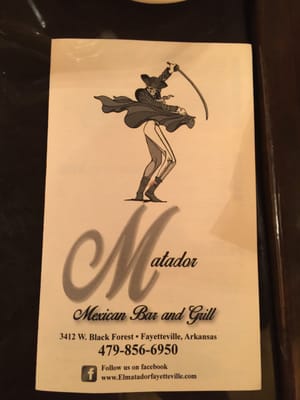 Matador
Mexican Bar and Grill
3412 W. Black Forest • Fayetteville, Arkansas
479-856-6950
f Follow us on facebook
www.Elmatadorfayetteville.com